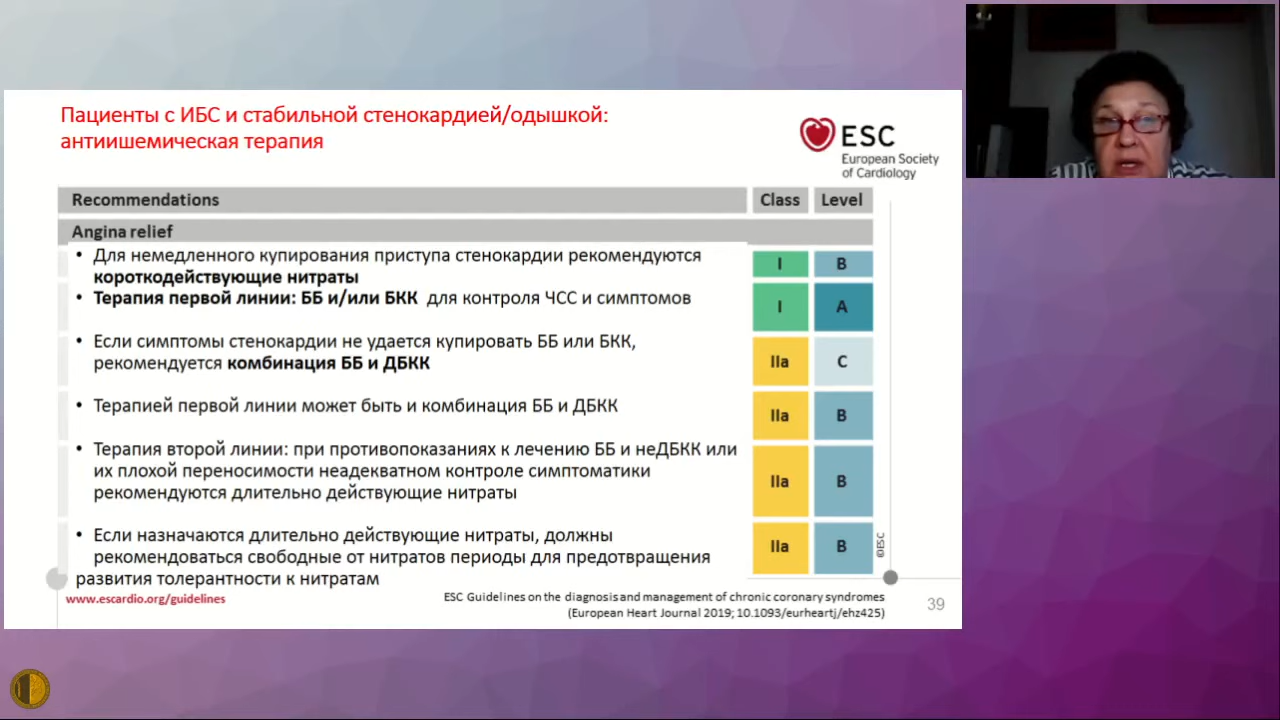 Пациенты с ИБС и стабильной стенокардией/одышкой:
антиишемическая терапия
ESC
European Society
of Cardiology
Recommendations Class Level
Angina relief
• Для немедленного купирования приступа стенокардии рекомендуются
короткодействующие нитраты
I B
• Терапия первой линии: ББ и/или БКК для контроля ЧСС и симптомов
I A
• Если симптомы стенокардии не удается купировать ББ или БКК,
рекомендуется комбинация ББ и ДБКК
IIa C
• Терапией первой линии может быть и комбинация ББ и ДБКК
IIa B
• Терапия второй линии: при противопоказаниях к лечению ББ и неДБКК или
их плохой переносимости неадекватном контроле симптоматики
рекомендуются длительно действующие нитраты
IIa B
• Если назначаются длительно действующие нитраты, должны
рекомендоваться свободные от нитратов периоды для предотвращения
развития толерантности к нитратам
IIa B
©ESC
www.escardio.org/guidelines
ESC Guidelines on the diagnosis and management of chronic coronary syndromes
(European Heart Journal 2019; 10.1093/eurheartj/ehz425)
39